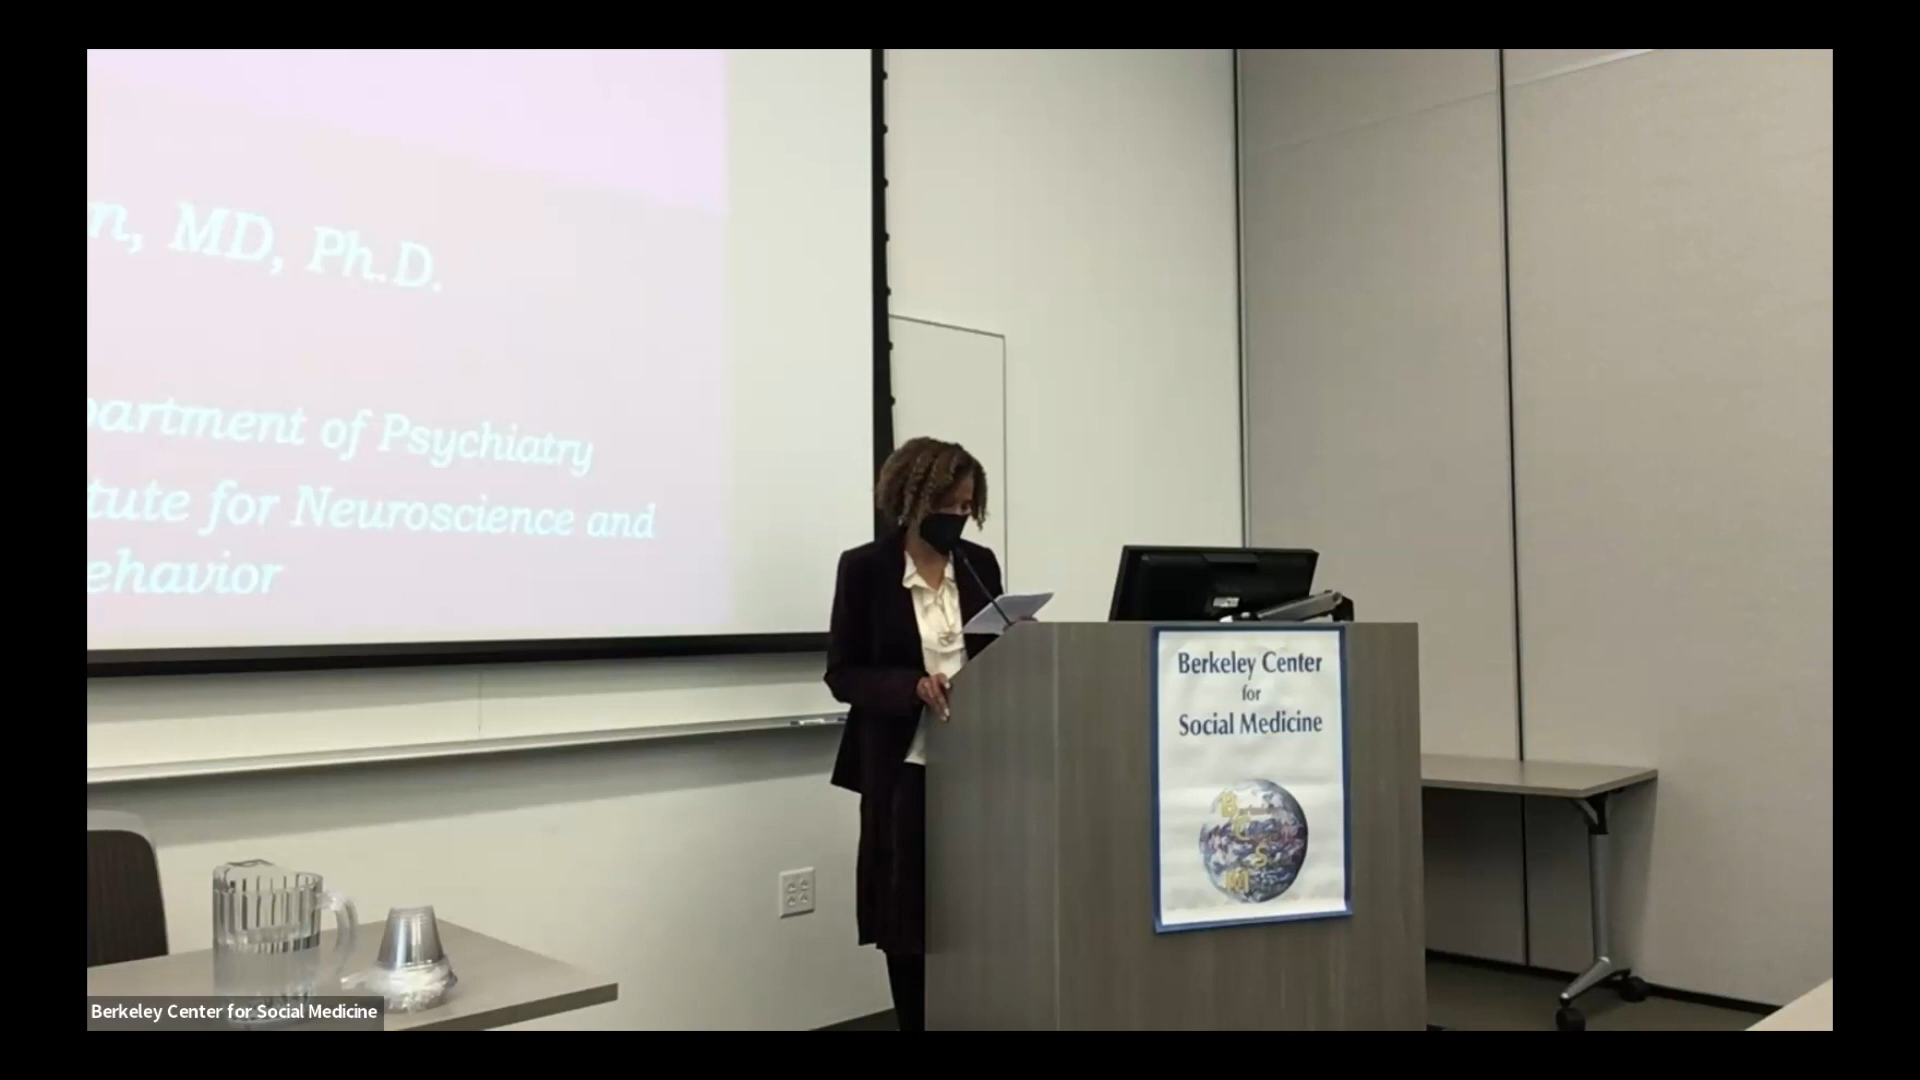 n, MD, Ph.D.
partment of Psychiatry
tute for Neuroscience and
ehavior
Berkeley Center
for
Social Medicine
B
C
S
M
Berkeley Center for Social Medicine